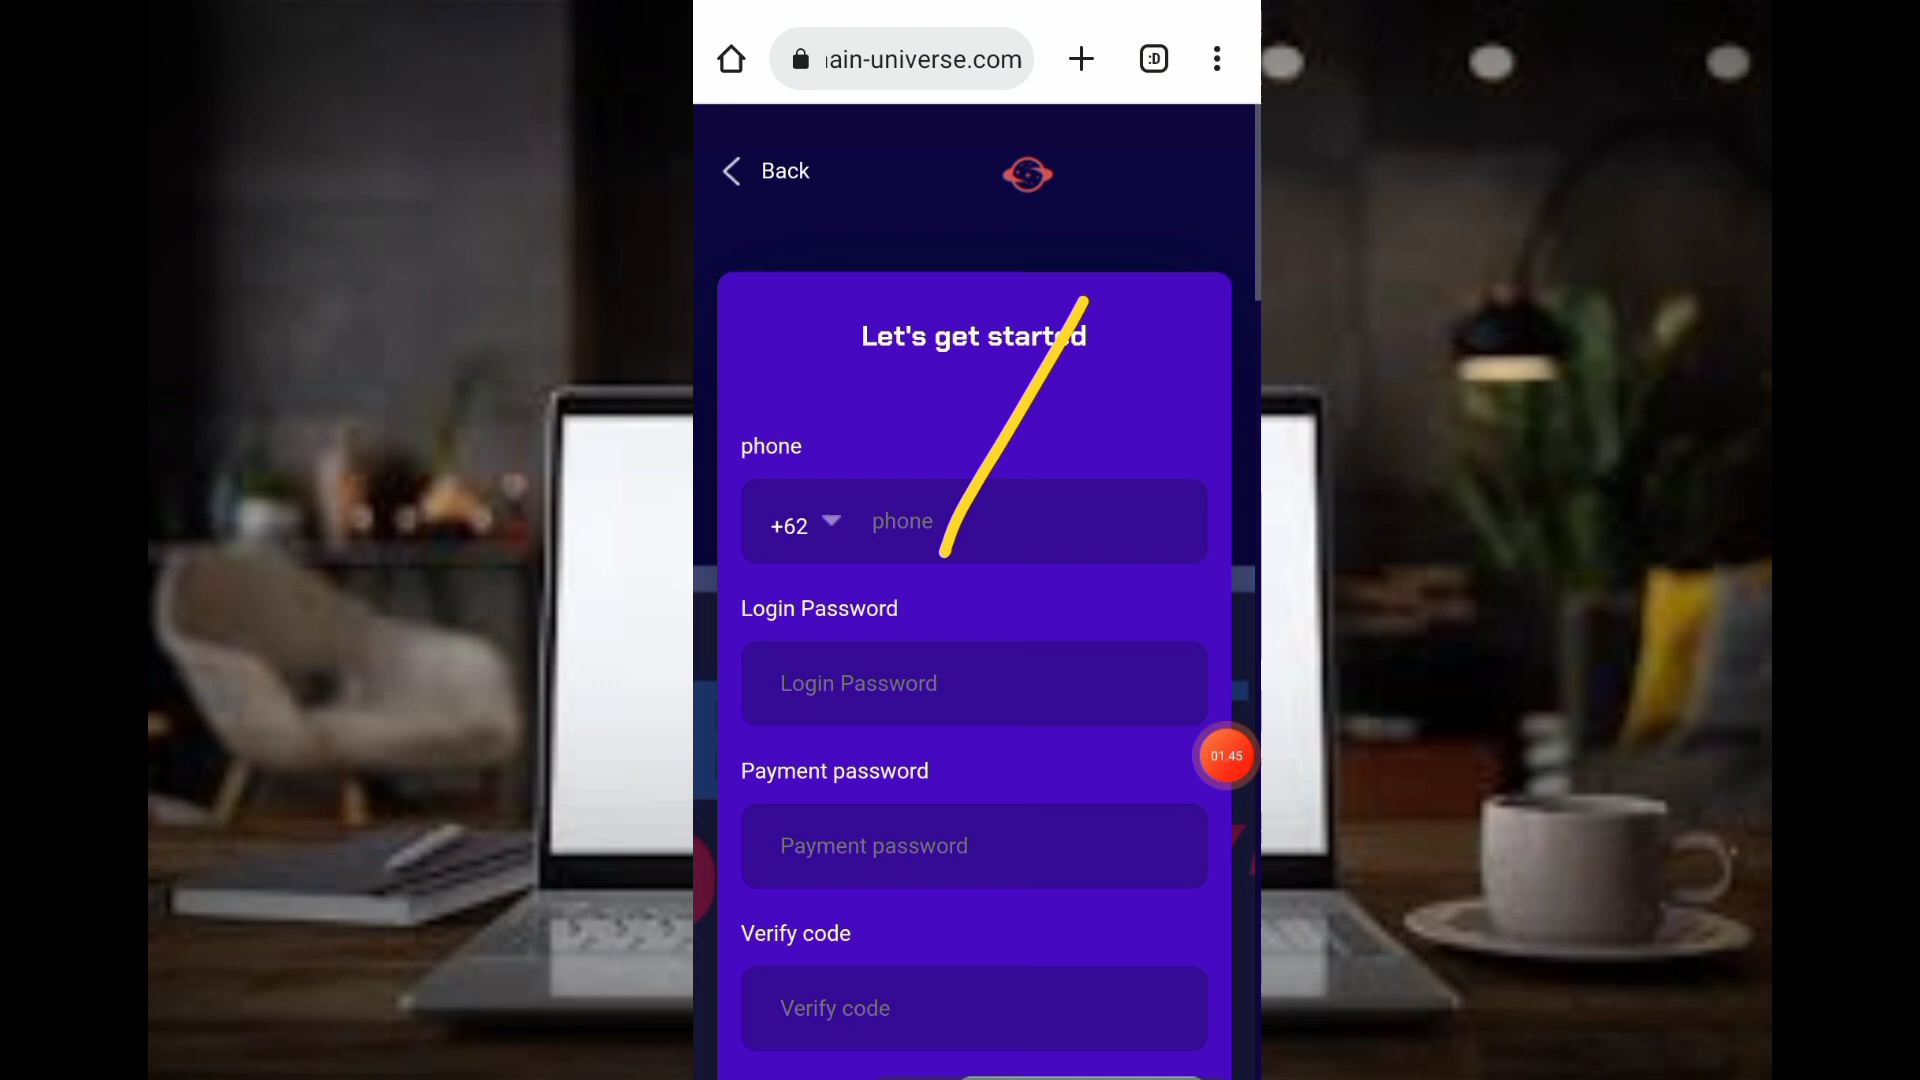 ain-universe.com
:D
Back
Let's get started
phone
+62
phone
Login Password
Login Password
Payment password
01:45
Payment password
Verify code
Verify code